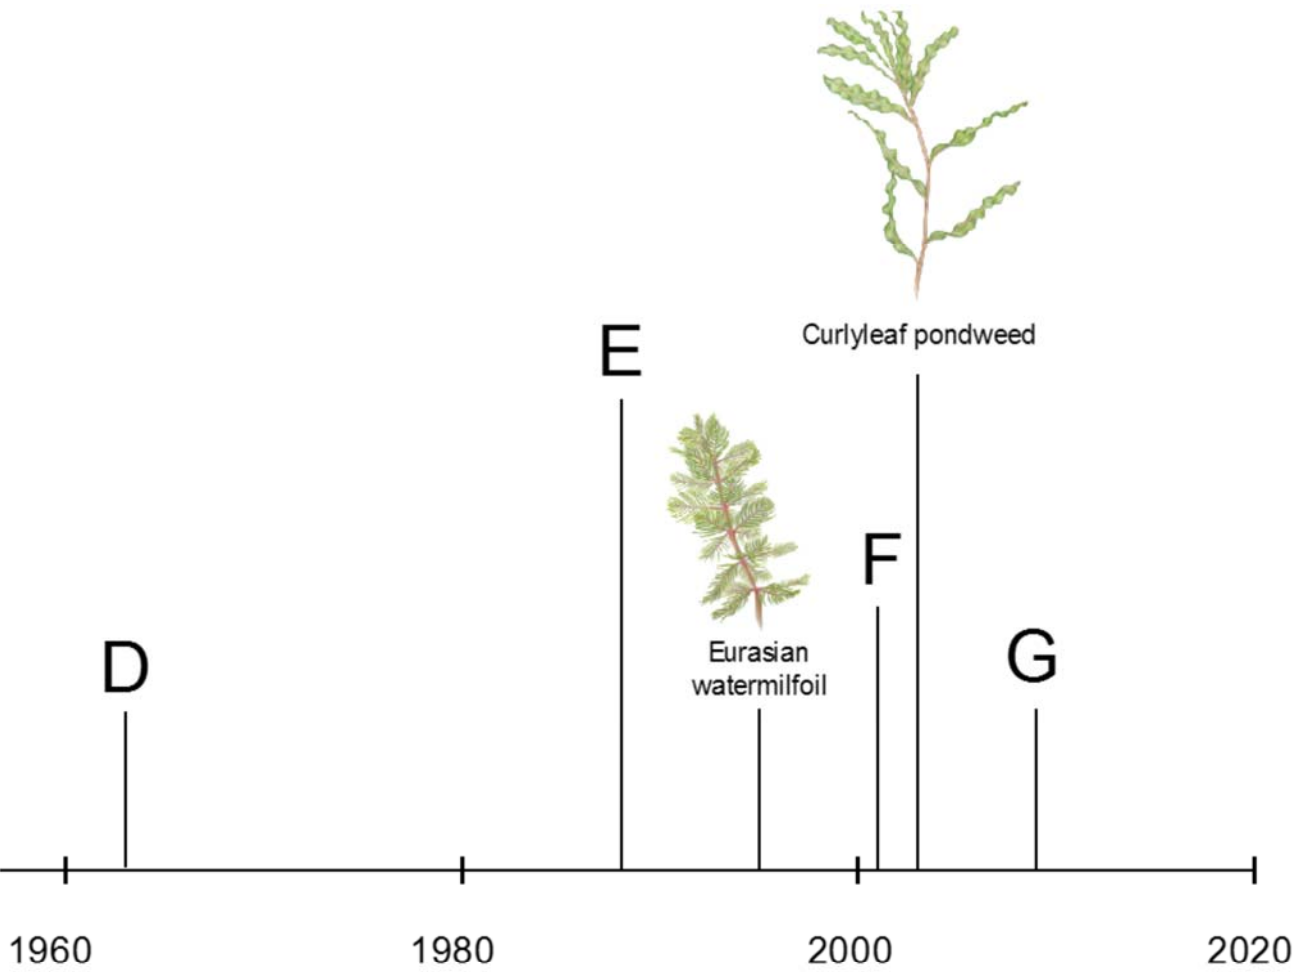 Curlyleaf pondweed
E
F
Eurasian
watermilfoil
D
G
1960
1980
2000
2020